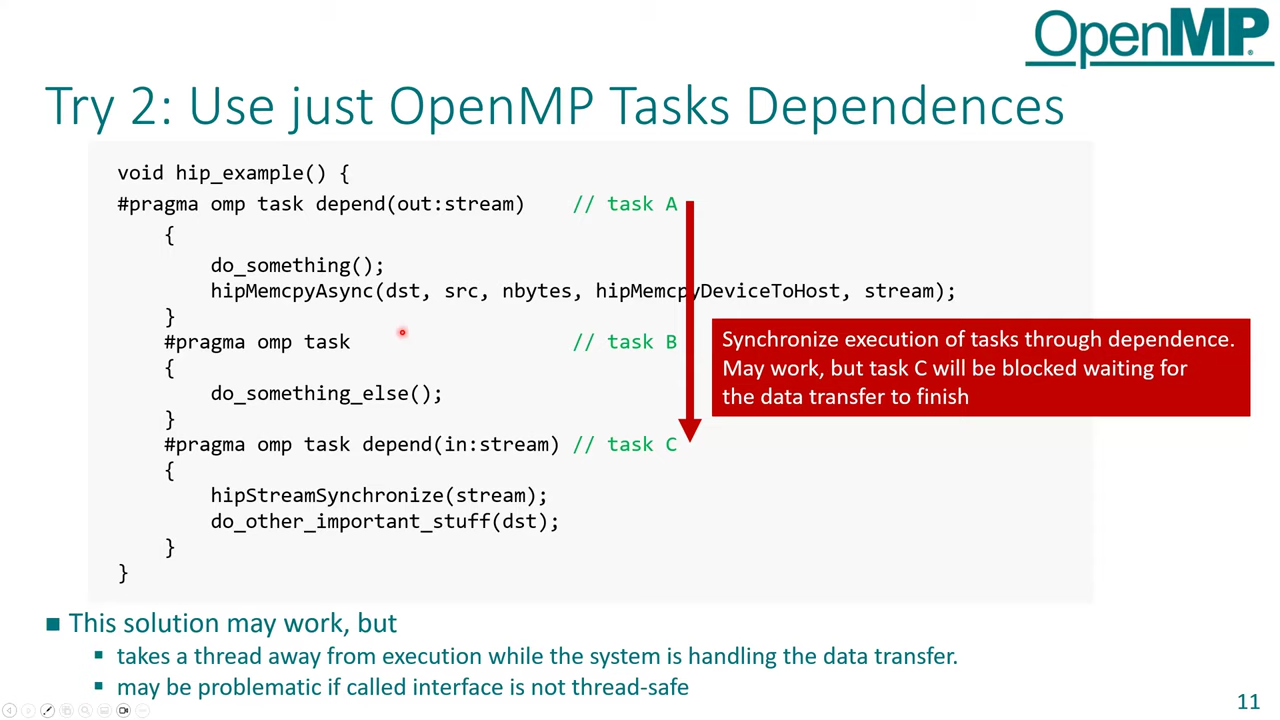 OpenMP®
Try 2: Use just OpenMP Tasks Dependences
void hip_example() {
#pragma omp task depend(out:stream)    // task A
    {
        do_something();
        hipMemcpyAsync(dst, src, nbytes, hipMemcpyDeviceToHost, stream);
    }
    #pragma omp task                   // task B
    {
        do_something_else();
    }
    #pragma omp task depend(in:stream) // task C
    {
        hipStreamSynchronize(stream);
        do_other_important_stuff(dst);
    }
}
Synchronize execution of tasks through dependence.
May work, but task C will be blocked waiting for
the data transfer to finish
■ This solution may work, but
▪ takes a thread away from execution while the system is handling the data transfer.
▪ may be problematic if called interface is not thread-safe
11